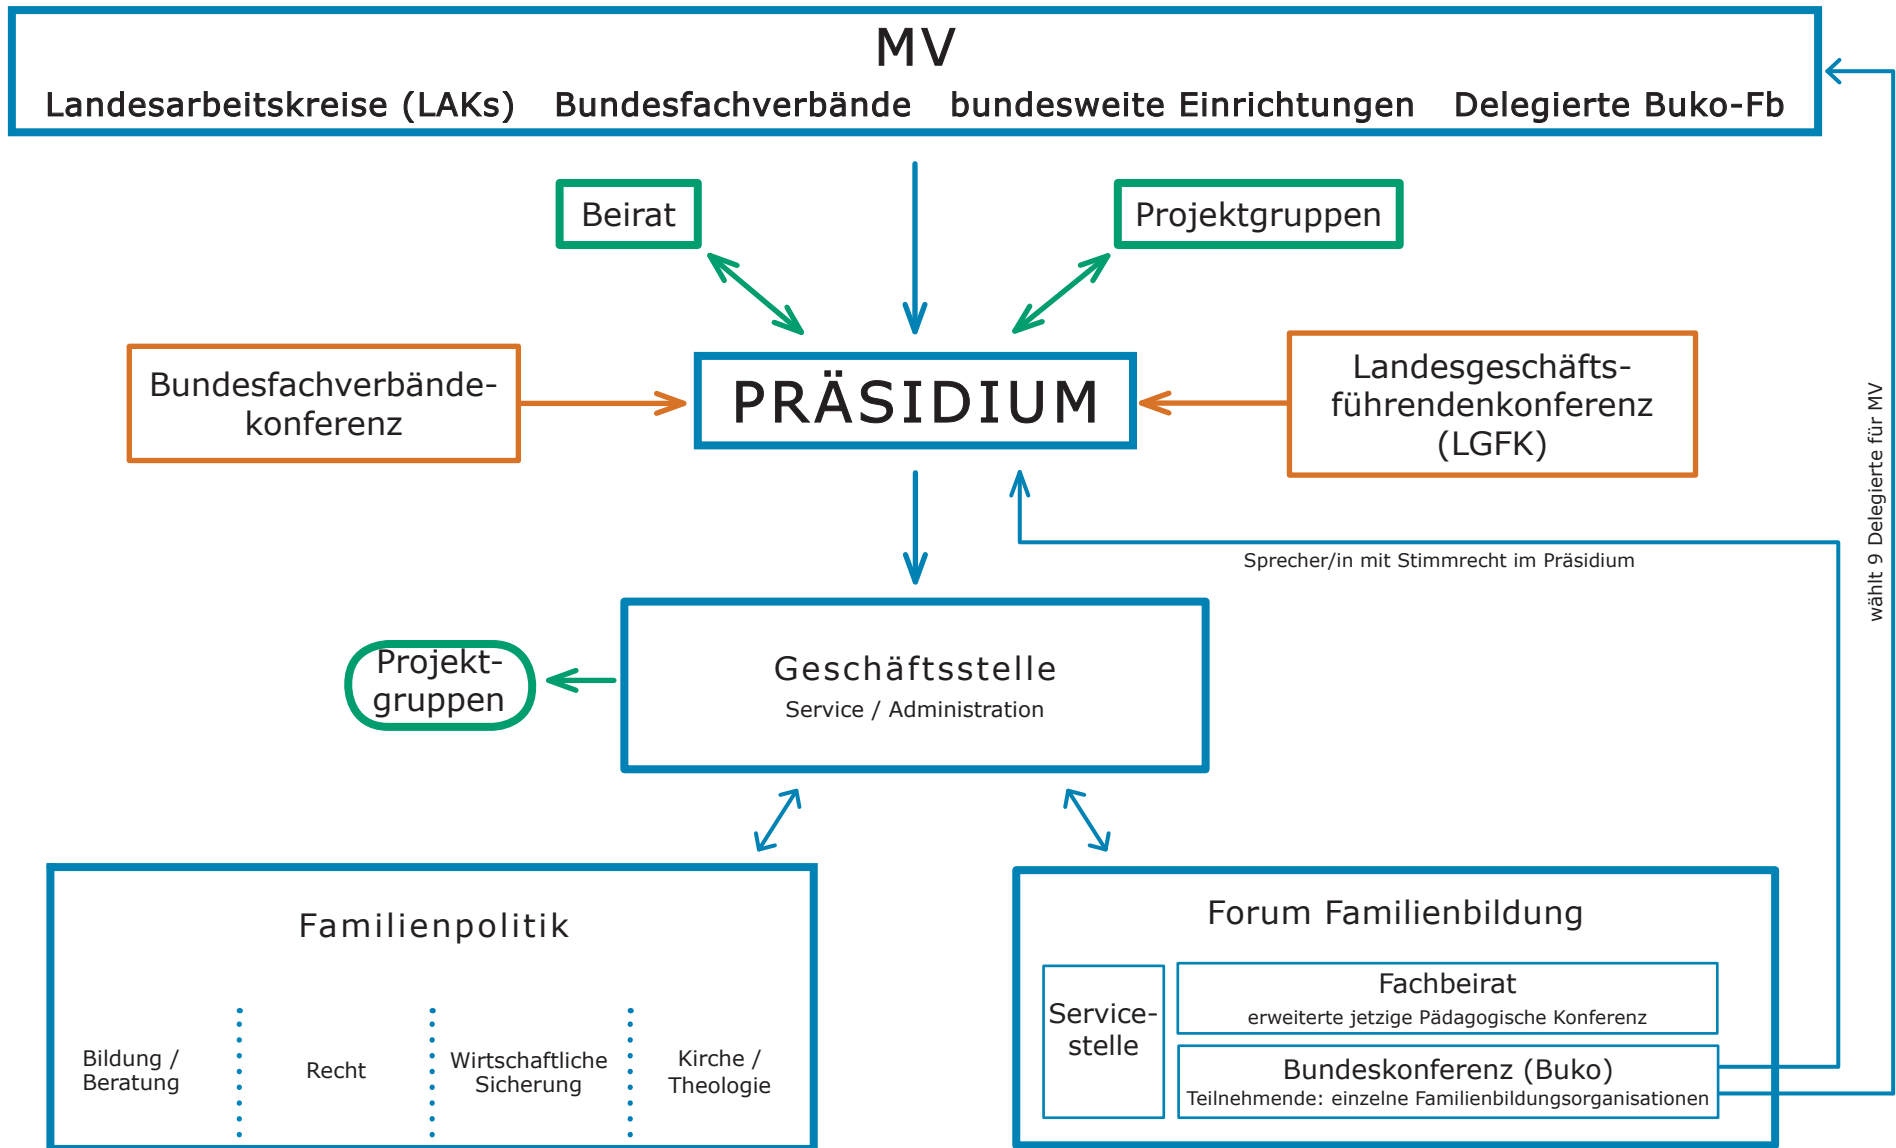 MV
Landesarbeitskreise (LAKs) Bundesfachverbände bundesweite Einrichtungen Delegierte Buko-Fb
Beirat
Projektgruppen
Bundesfachverbände-
konferenz
PRÄSIDIUM
Landesgeschäfts-
führendenkonferenz
(LGFK)
wählt 9 Delegierte für MV
Sprecher/in mit Stimmrecht im Präsidium
Projekt-
gruppen
Geschäftsstelle
Service / Administration
Familienpolitik
Bildung /
Beratung
Recht
Wirtschaftliche
Sicherung
Kirche /
Theologie
Forum Familienbildung
Service-
stelle
Fachbeirat
erweiterte jetzige Pädagogische Konferenz
Bundeskonferenz (Buko)
Teilnehmende: einzelne Familienbildungsorganisationen